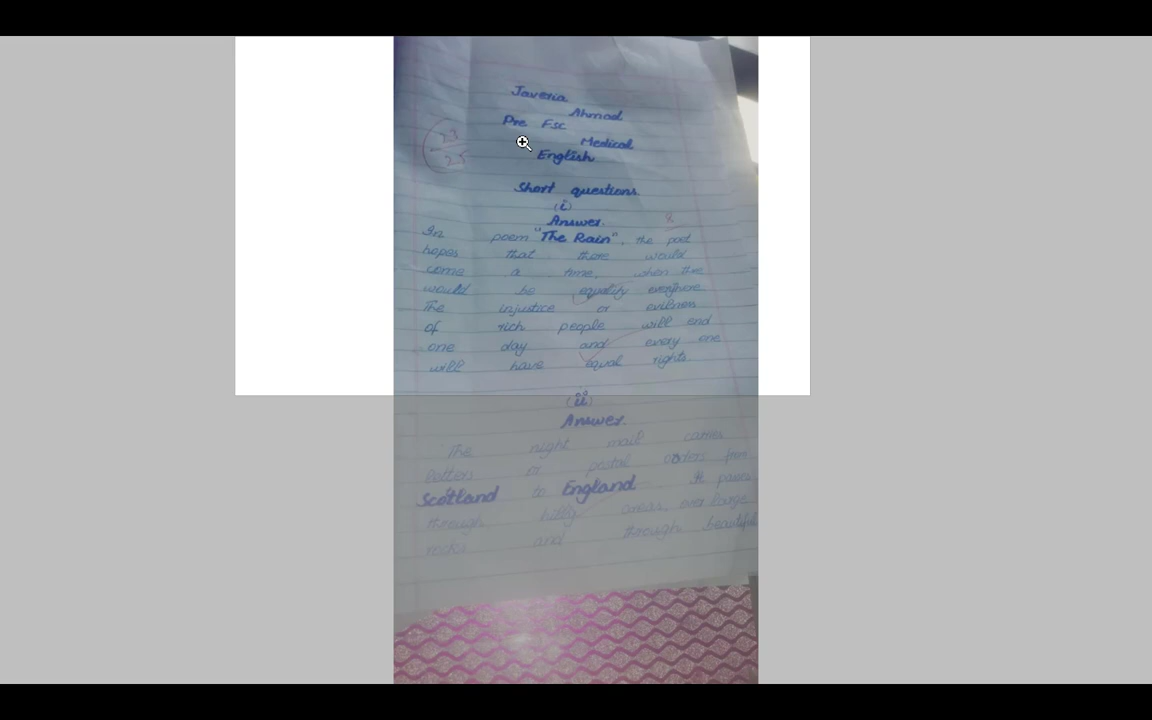 Javeria
Ahmad
Pre Fsc
Medical
English
23
25
Short questions.
(i)
Answer.
In poem "The Rain", the poet
hopes that there would
come a time, when there
would be equality everywhere.
The injustice or evilness
of rich people will end
one day and every one
will have equal rights.
(ii)
Answer.
The night mail carries
letters or postal orders from
Scotland to England. It passes
through hilly areas, over large
rocks and through beautiful